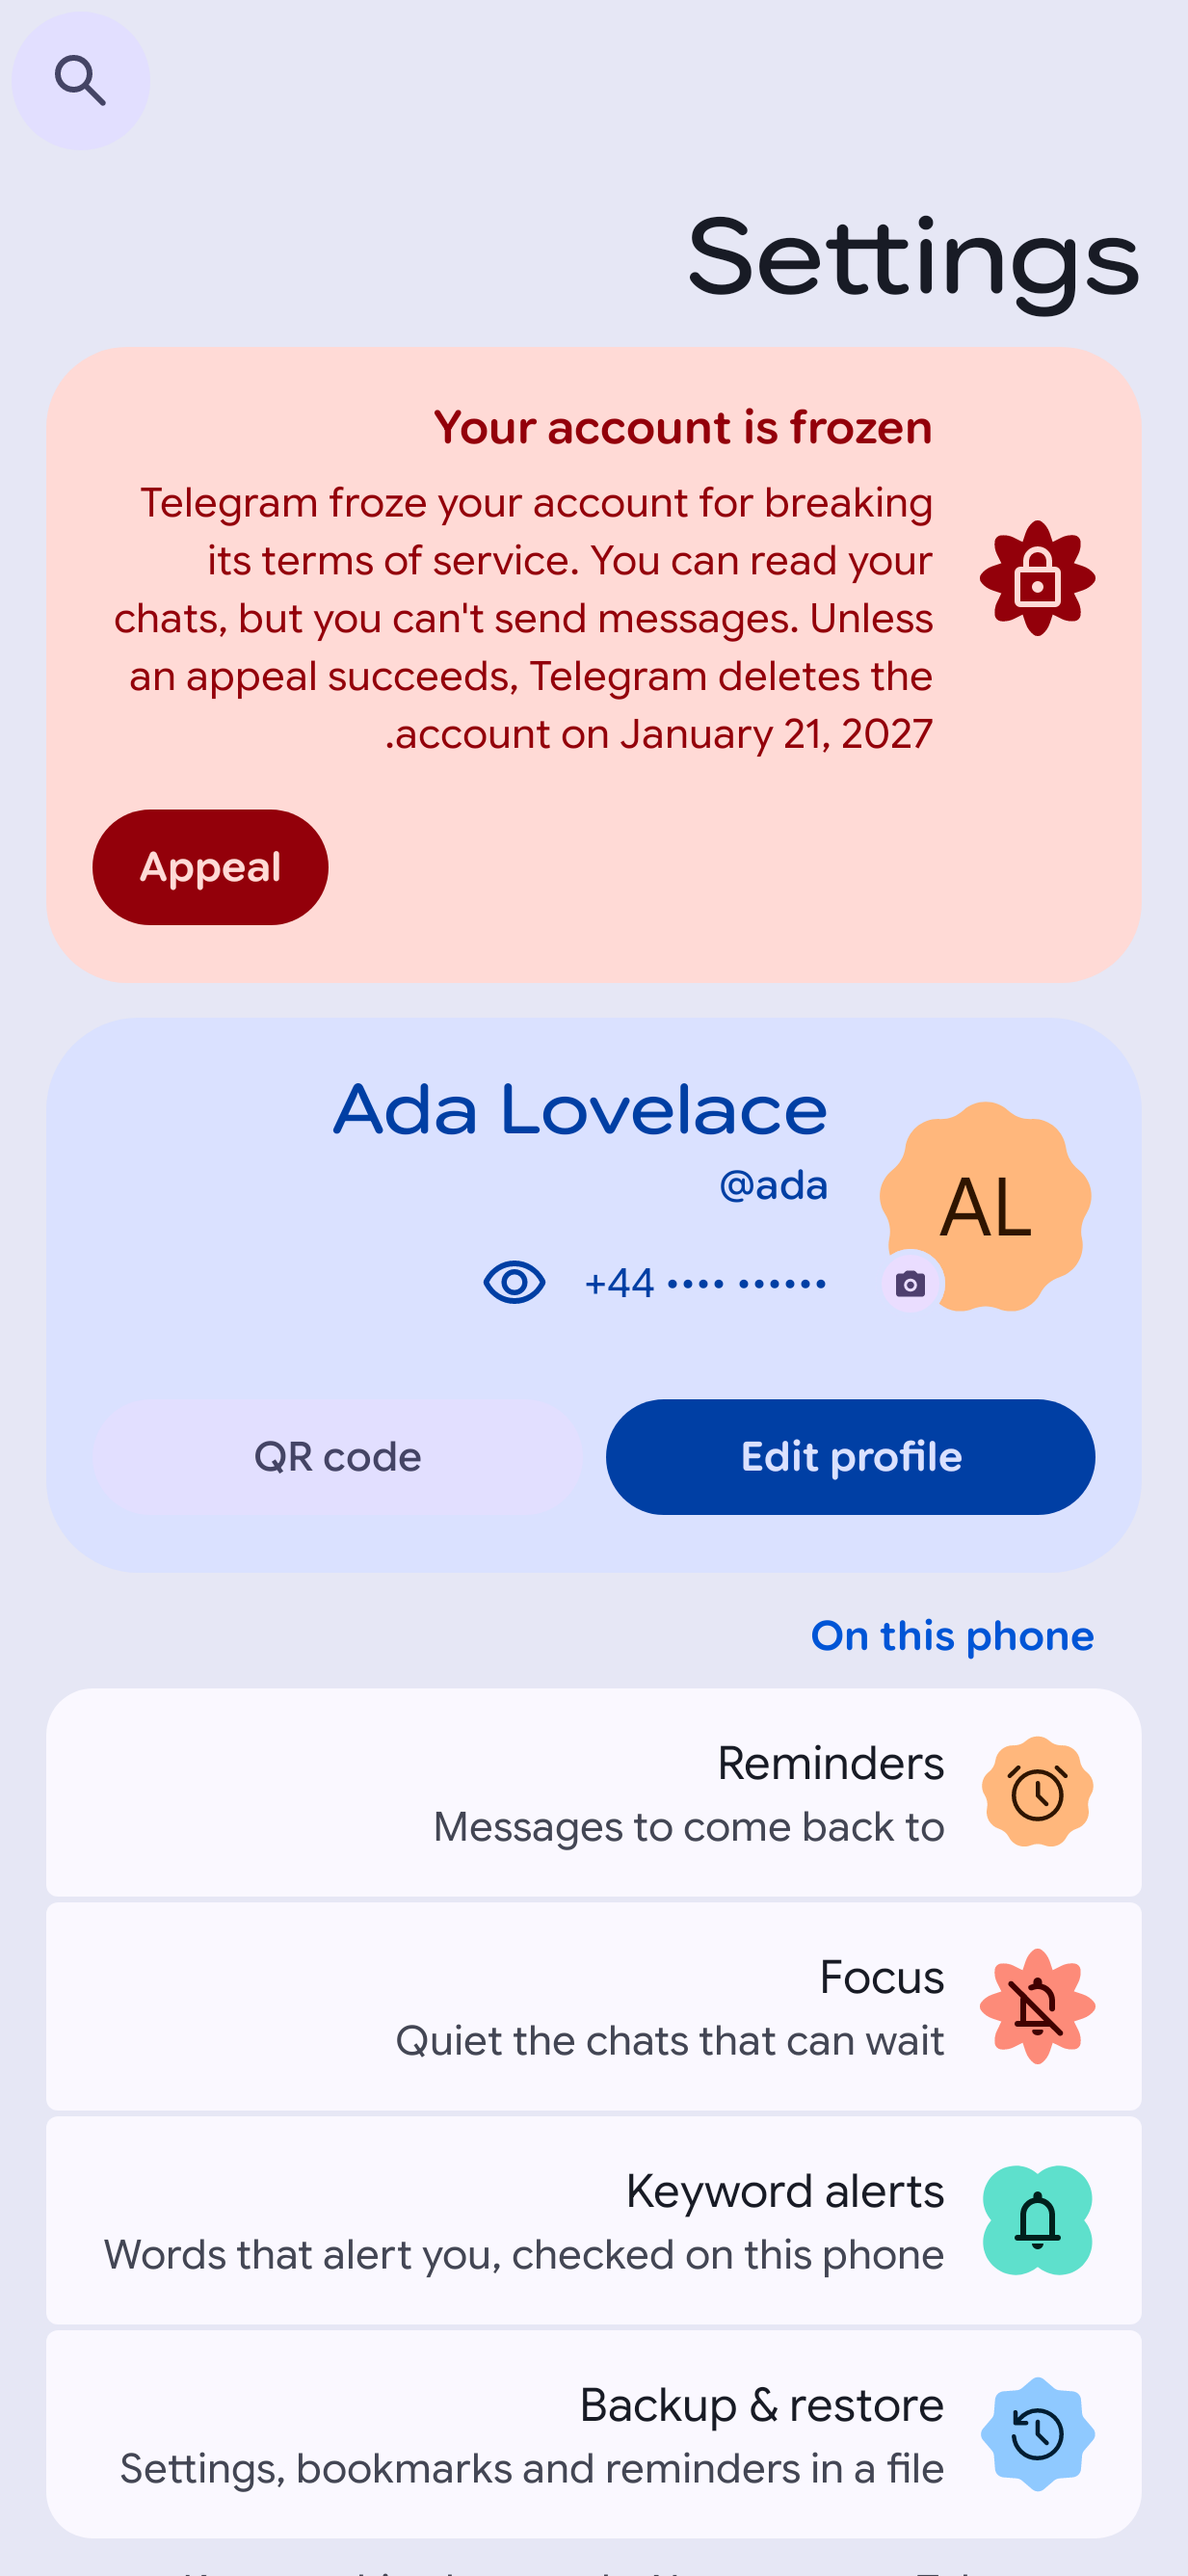 Settings
Your account is frozen
Telegram froze your account for breaking
its terms of service. You can read your
chats, but you can't send messages. Unless
an appeal succeeds, Telegram deletes the
.account on January 21, 2027
Appeal
Ada Lovelace
@ada
AL
+44 •••• ••••••
Edit profile
QR code
On this phone
Reminders
Messages to come back to
Focus
Quiet the chats that can wait
Keyword alerts
Words that alert you, checked on this phone
Backup & restore
Settings, bookmarks and reminders in a file